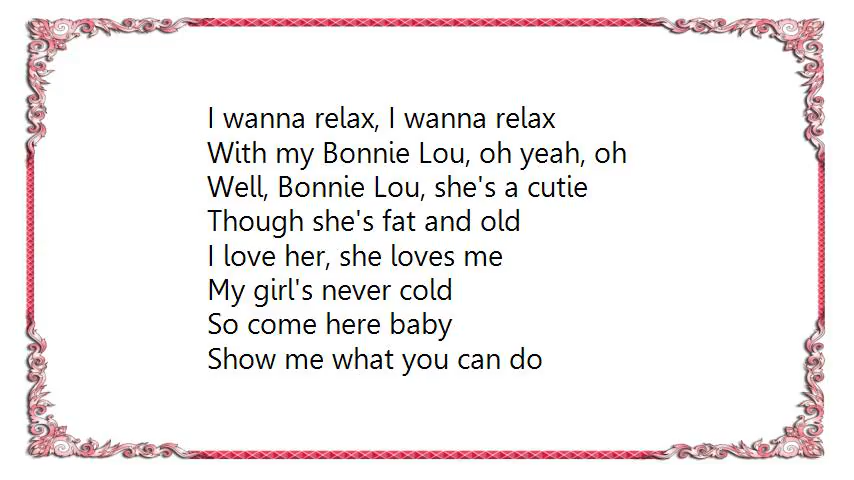 I wanna relax, I wanna relax
With my Bonnie Lou, oh yeah, oh
Well, Bonnie Lou, she's a cutie
Though she's fat and old
I love her, she loves me
My girl's never cold
So come here baby
Show me what you can do